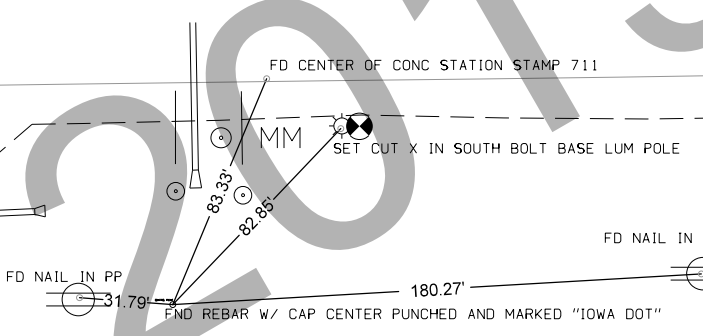 FD CENTER OF CONC STATION STAMP 711
MM
SET CUT X IN SOUTH BOLT BASE LUM POLE
83.33'
82.85'
FD NAIL IN
FD NAIL IN PP
31.79'
180.27'
FND REBAR W/ CAP CENTER PUNCHED AND MARKED "IOWA DOT"
201